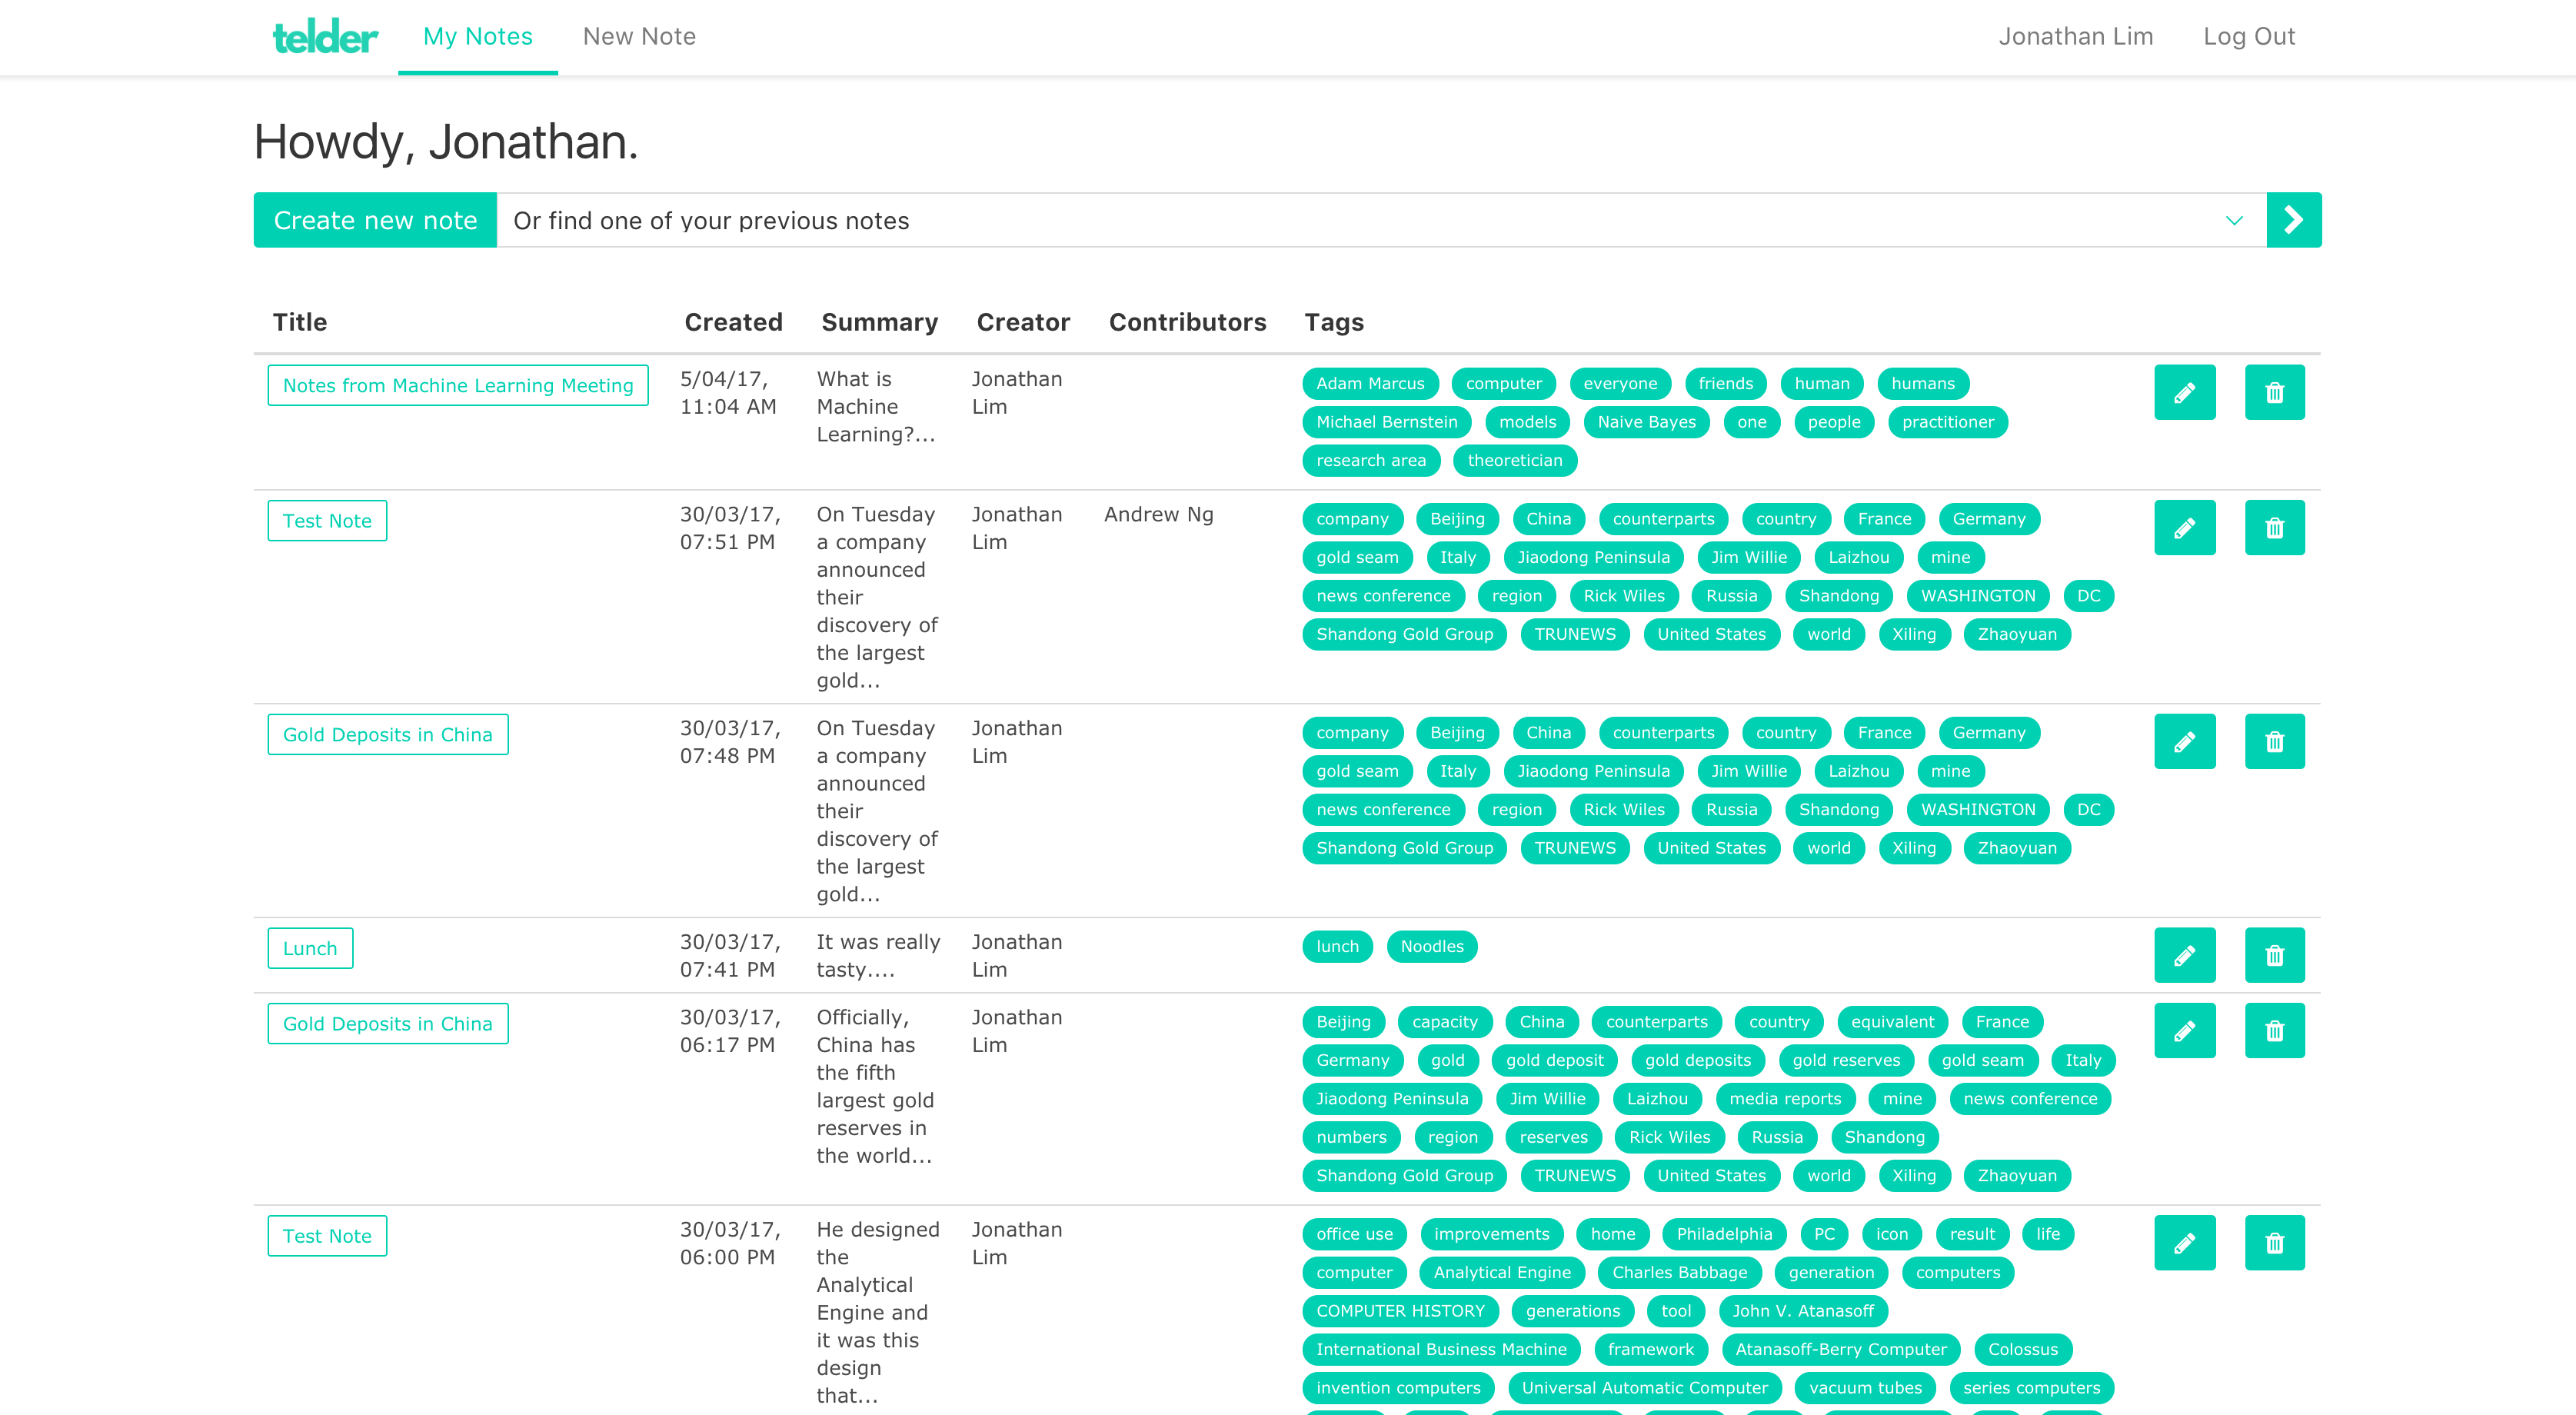 telder My Notes New Note Jonathan Lim Log Out
Howdy, Jonathan.
Create new note Or find one of your previous notes
Title Created Summary Creator Contributors Tags
Notes from Machine Learning Meeting
5/04/17,
11:04 AM
What is
Machine
Learning?...
Jonathan
Lim
Adam Marcus computer everyone friends human humans
Michael Bernstein models Naive Bayes one people practitioner
research area theoretician
Test Note
30/03/17,
07:51 PM
On Tuesday
a company
announced
their
discovery of
the largest
gold...
Jonathan
Lim
Andrew Ng
company Beijing China counterparts country France Germany
gold seam Italy Jiaodong Peninsula Jim Willie Laizhou mine
news conference region Rick Wiles Russia Shandong WASHINGTON DC
Shandong Gold Group TRUNEWS United States world Xiling Zhaoyuan
Gold Deposits in China
30/03/17,
07:48 PM
On Tuesday
a company
announced
their
discovery of
the largest
gold...
Jonathan
Lim
company Beijing China counterparts country France Germany
gold seam Italy Jiaodong Peninsula Jim Willie Laizhou mine
news conference region Rick Wiles Russia Shandong WASHINGTON DC
Shandong Gold Group TRUNEWS United States world Xiling Zhaoyuan
Lunch
30/03/17,
07:41 PM
It was really
tasty....
Jonathan
Lim
lunch Noodles
Gold Deposits in China
30/03/17,
06:17 PM
Officially,
China has
the fifth
largest gold
reserves in
the world...
Jonathan
Lim
Beijing capacity China counterparts country equivalent France
Germany gold gold deposit gold deposits gold reserves gold seam Italy
Jiaodong Peninsula Jim Willie Laizhou media reports mine news conference
numbers region reserves Rick Wiles Russia Shandong
Shandong Gold Group TRUNEWS United States world Xiling Zhaoyuan
Test Note
30/03/17,
06:00 PM
He designed
the
Analytical
Engine and
it was this
design
that...
Jonathan
Lim
office use improvements home Philadelphia PC icon result life
computer Analytical Engine Charles Babbage generation computers
COMPUTER HISTORY generations tool John V. Atanasoff
International Business Machine framework Atanasoff-Berry Computer Colossus
invention computers Universal Automatic Computer vacuum tubes series computers